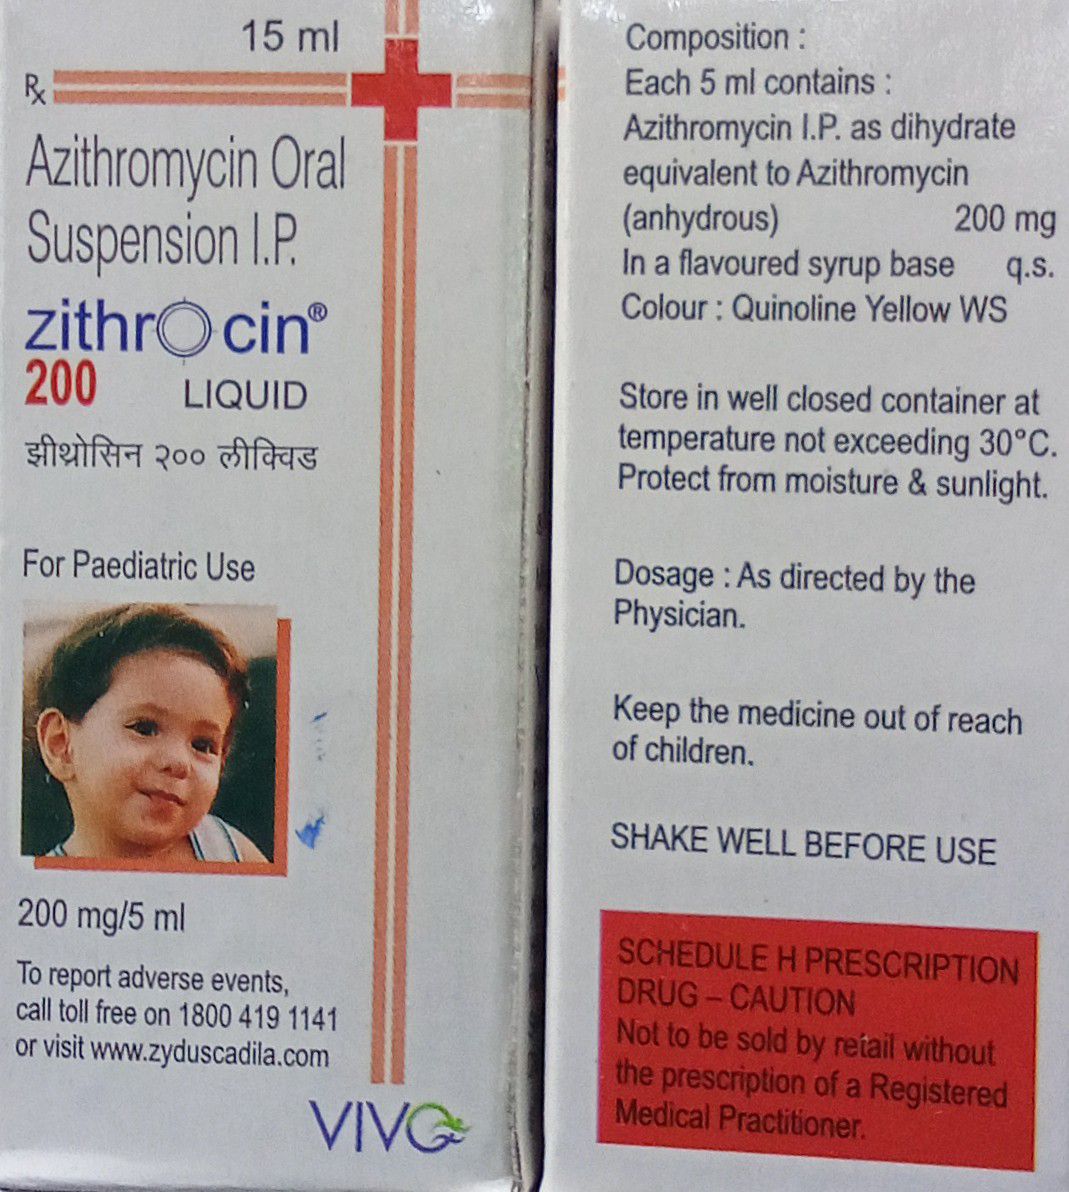 15 ml
Rx
Azithromycin Oral
Suspension I.P.
zithrocin®
200 LIQUID
झीथ्रोसिन २०० लीक्विड
For Paediatric Use
200 mg/5 ml
To report adverse events,
call toll free on 1800 419 1141
or visit www.zyduscadila.com
VIVO
Composition :
Each 5 ml contains :
Azithromycin I.P. as dihydrate
equivalent to Azithromycin
(anhydrous) 200 mg
In a flavoured syrup base q.s.
Colour : Quinoline Yellow WS
Store in well closed container at
temperature not exceeding 30°C.
Protect from moisture & sunlight.
Dosage : As directed by the
Physician.
Keep the medicine out of reach
of children.
SHAKE WELL BEFORE USE
SCHEDULE H PRESCRIPTION
DRUG – CAUTION
Not to be sold by retail without
the prescription of a Registered
Medical Practitioner.